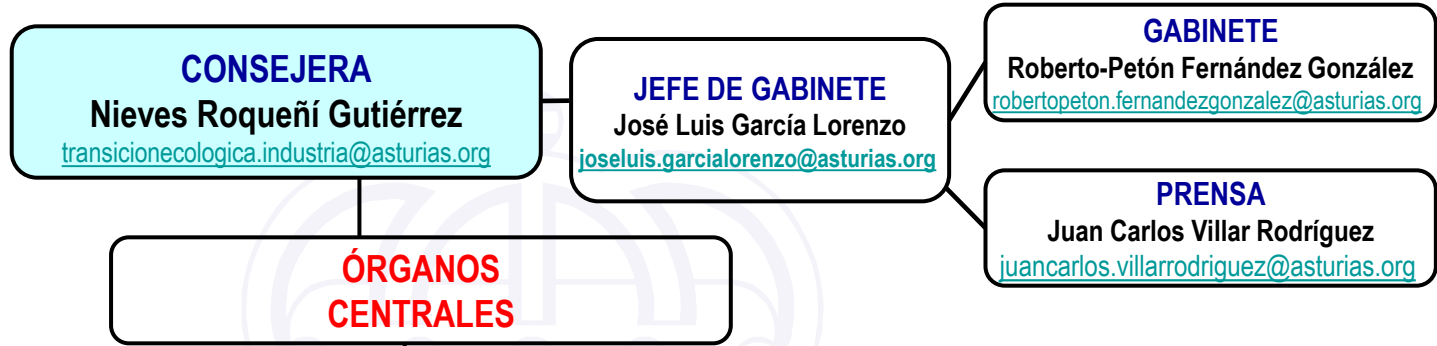 CONSEJERA
Nieves Roqueñí Gutiérrez
transicionecologica.industria@asturias.org
JEFE DE GABINETE
José Luis García Lorenzo
joseluis.garcialorenzo@asturias.org
GABINETE
Roberto-Petón Fernández González
robertopeton.fernandezgonzalez@asturias.org
PRENSA
Juan Carlos Villar Rodríguez
juancarlos.villarrodriguez@asturias.org
ÓRGANOS
CENTRALES